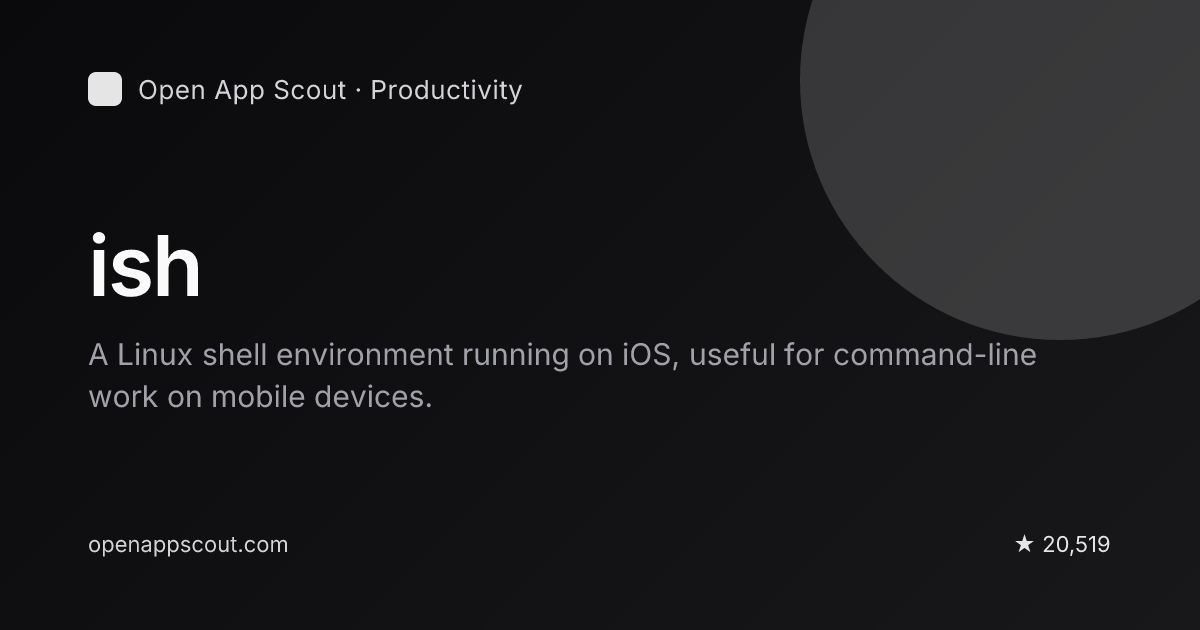 Open App Scout · Productivity
ish
A Linux shell environment running on iOS, useful for command-line
work on mobile devices.
openappscout.com
★ 20,519